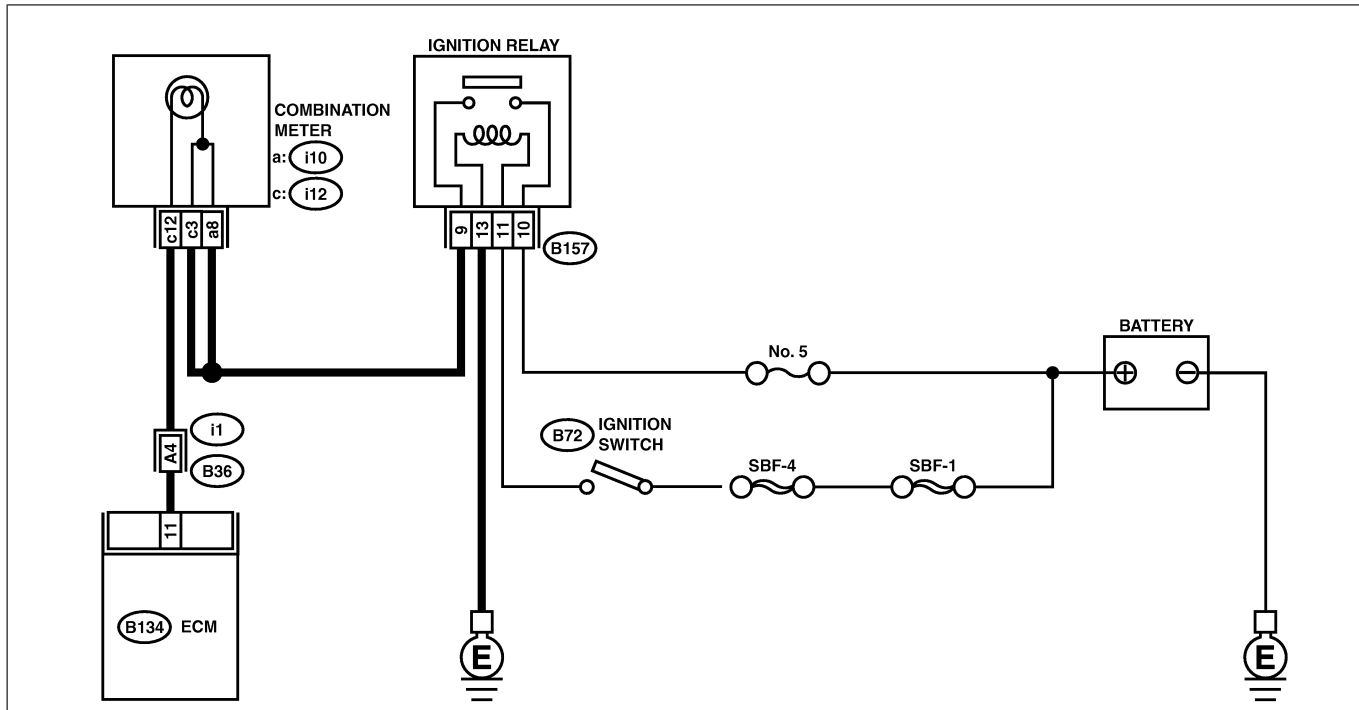 IGNITION RELAY
COMBINATION
METER
a: i10
c: i12
c12 c3 a8
9 13 11 10
B157
BATTERY
No. 5
i1
B72
IGNITION
SWITCH
A4
B36
SBF-4
SBF-1
11
B134 ECM
E
E